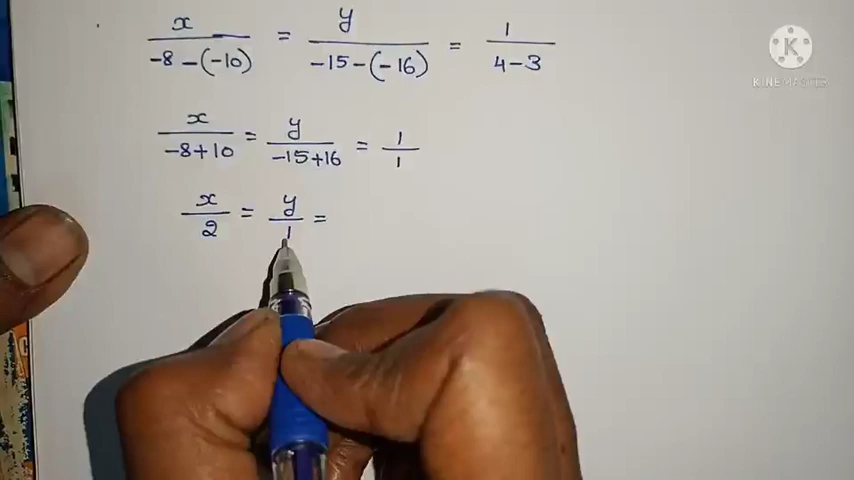 x/-8-(-10) = y/-15-(-16) = 1/4-3
KINEMASTER
x/-8+10 = y/-15+16 = 1/1
x/2 = y/1 =